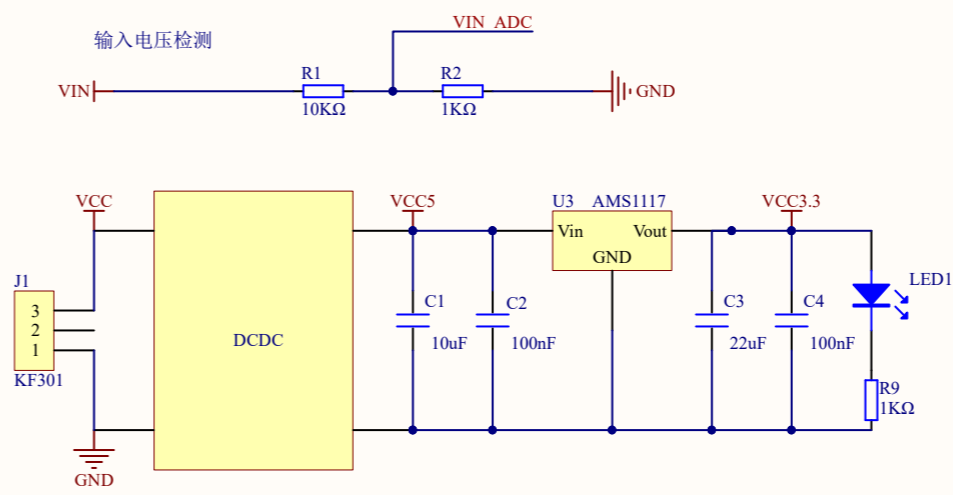 VIN ADC
输入电压检测
VIN
R1
R2
GND
10KΩ
1KΩ
VCC
VCC5
U3
AMS1117
VCC3.3
Vin
Vout
GND
J1
3
2
1
KF301
DCDC
C1
10uF
C2
100nF
C3
22uF
C4
100nF
LED1
R9
1KΩ
GND